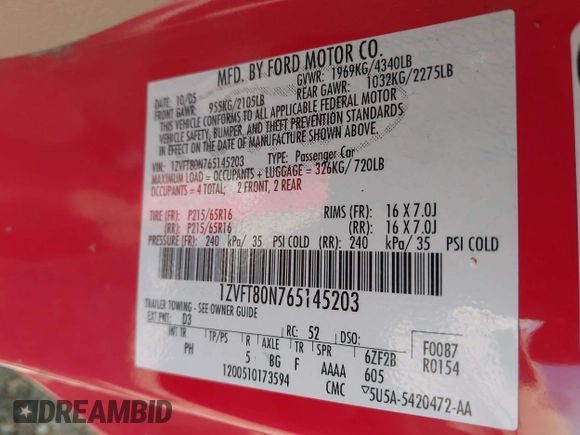 MFD. BY FORD MOTOR CO.
DATE: 10/05 GVWR: 1969KG/4340LB
FRONT GAWR: 955KG/2105LB REAR GAWR: 1032KG/2275LB
THIS VEHICLE CONFORMS TO ALL APPLICABLE FEDERAL MOTOR
VEHICLE SAFETY, BUMPER, AND THEFT PREVENTION STANDARDS
IN EFFECT ON THE DATE OF MANUFACTURE SHOWN ABOVE.
VIN: 1ZVFT80N765145203 TYPE: Passenger Car
MAXIMUM LOAD = OCCUPANTS + LUGGAGE = 326KG/720LB
OCCUPANTS = 4 TOTAL; 2 FRONT, 2 REAR
TIRE (FR): P215/65R16 RIMS (FR): 16 X 7.0J
(RR): P215/65R16 (RR): 16 X 7.0J
PRESSURE (FR): 240 kPa/ 35 PSI COLD (RR): 240 kPa/ 35 PSI COLD
1ZVFT80N765145203
TRAILER TOWING - SEE OWNER GUIDE
EXT PNT: D3 RC: 52 DSO: F0087
INT TR TP/PS R AXLE TR SPR 6ZF2B R0154
PH 5 BG F AAAA 605
1200510173594 CMC 5U5A-5420472-AA
DREAMBID